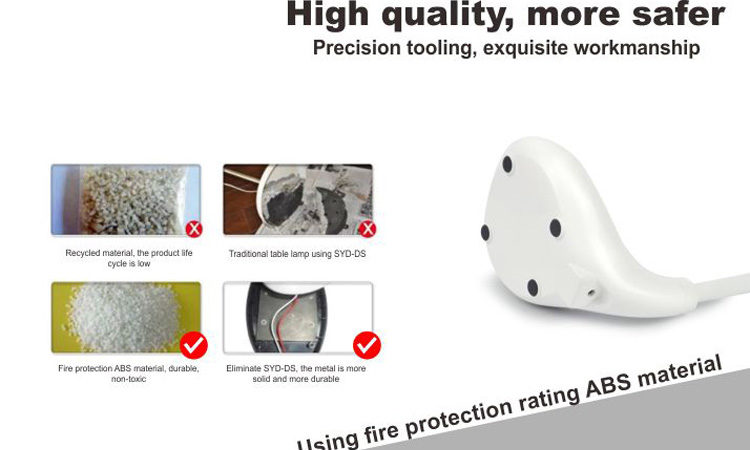 High quality, more safer
Precision tooling, exquisite workmanship
Recycled material, the product life
cycle is low
Traditional table lamp using SYD-DS
Fire protection ABS material, durable,
non-toxic
Eliminate SYD-DS, the metal is more
solid and more durable
Using fire protection rating ABS material